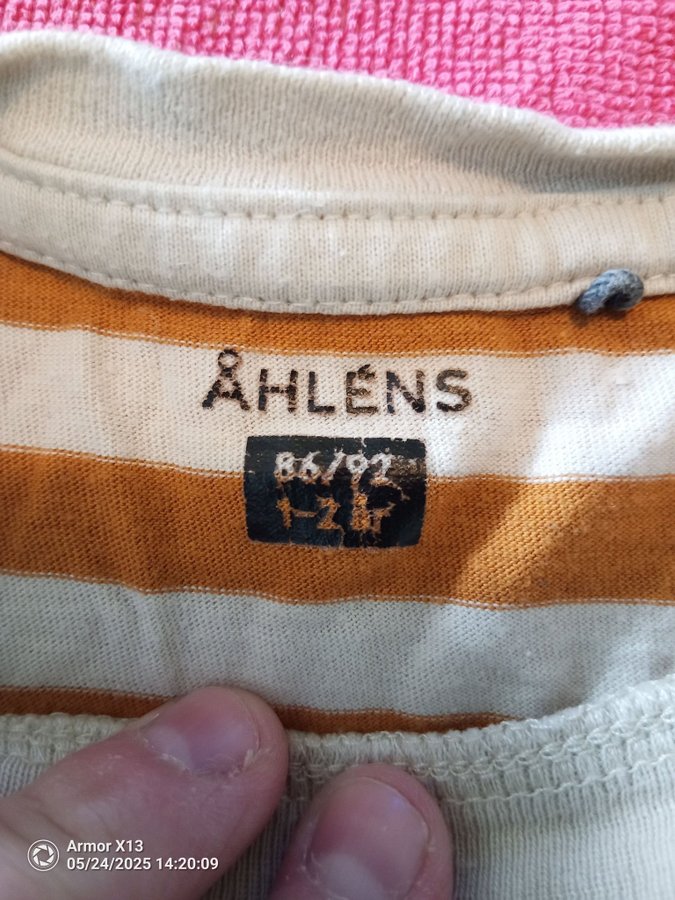 ÅHLÉNS
86/92
1-2 år
Armor X13
05/24/2025 14:20:09